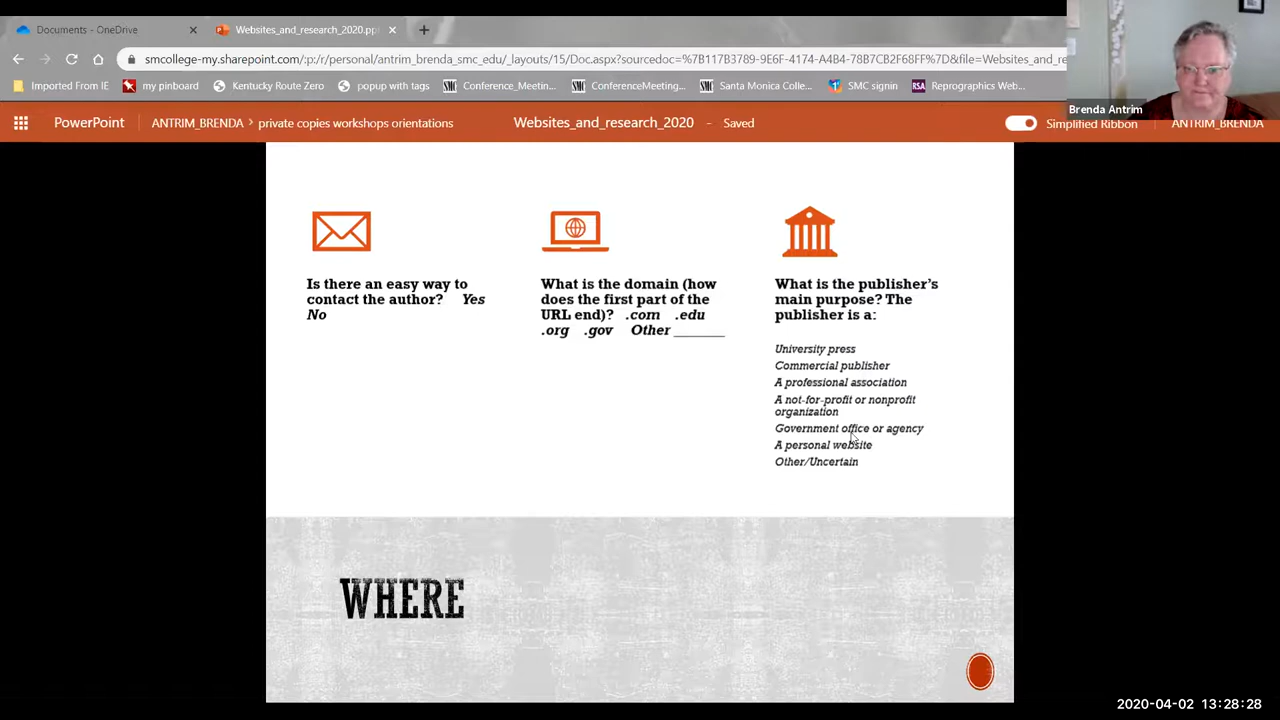 Documents - OneDrive
Websites_and_research_2020.pp
smcollege-my.sharepoint.com/:p:/r/personal/antrim_brenda_smc_edu/_layouts/15/Doc.aspx?sourcedoc=%7B117B3789-9E6F-4174-A4B4-78B7CB2F68FF%7D&file=Websites_and_re
Imported From IE
my pinboard
Kentucky Route Zero
popup with tags
Conference_Meetin...
ConferenceMeeting...
Santa Monica Colle...
SMC signin
Reprographics Web...
Brenda Antrim
PowerPoint
ANTRIM_BRENDA > private copies workshops orientations
Websites_and_research_2020 - Saved
Simplified Ribbon
ANTRIM_BRENDA
Is there an easy way to
contact the author? Yes
No
What is the domain (how
does the first part of the
URL end)? .com .edu
.org .gov Other _______
What is the publisher's
main purpose? The
publisher is a:
University press
Commercial publisher
A professional association
A not-for-profit or nonprofit
organization
Government office or agency
A personal website
Other/Uncertain
WHERE
2020-04-02 13:28:28